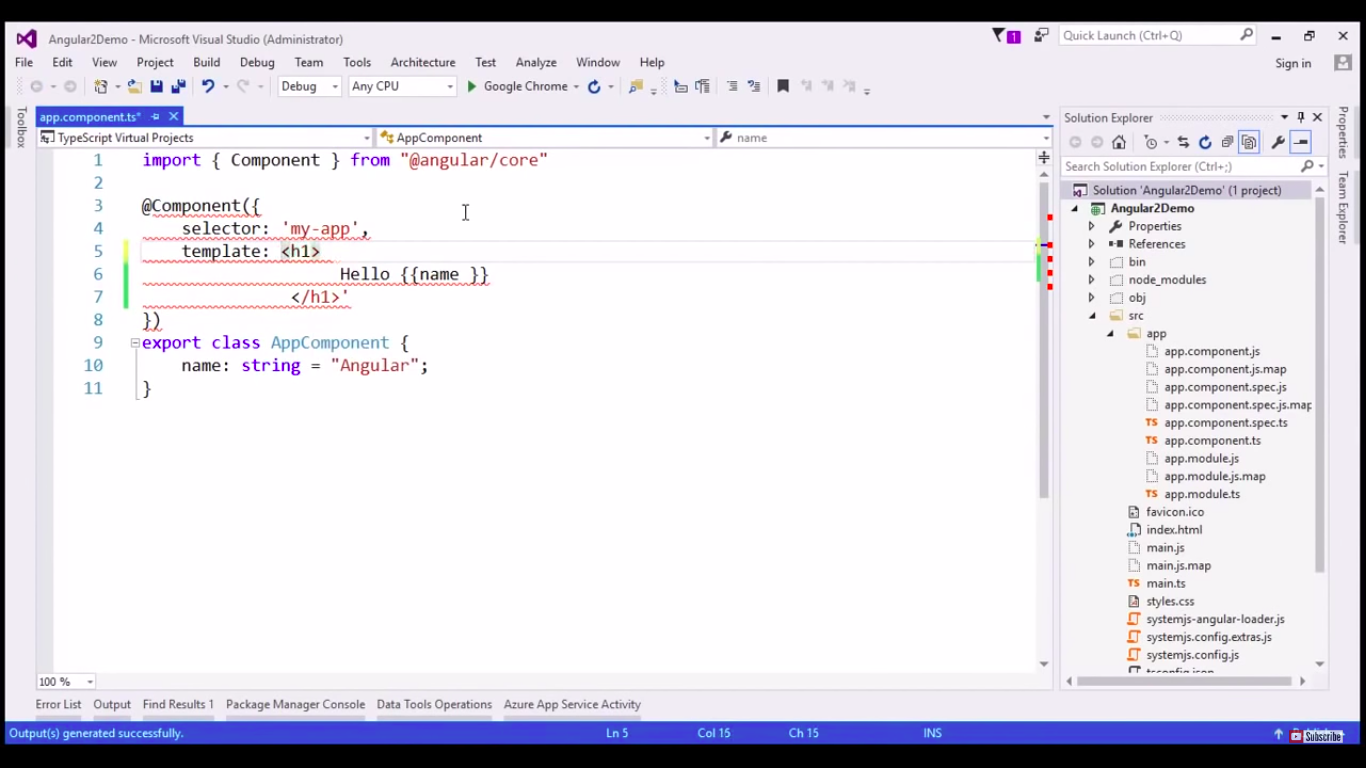 Angular2Demo - Microsoft Visual Studio (Administrator)
1
Quick Launch (Ctrl+Q)
File Edit View Project Build Debug Team Tools Architecture Test Analyze Window Help
Sign in
Debug Any CPU Google Chrome
Toolbox
app.component.ts*
TypeScript Virtual Projects AppComponent name
1 import { Component } from "@angular/core"
2
3 @Component({
4 selector: 'my-app',
5 template: <h1>
6 Hello {{name }}
7 </h1>'
8 })
9 export class AppComponent {
10 name: string = "Angular";
11 }
100 %
Solution Explorer
Search Solution Explorer (Ctrl+;)
Solution 'Angular2Demo' (1 project)
Angular2Demo
Properties
References
bin
node_modules
obj
src
app
app.component.js
app.component.js.map
app.component.spec.js
app.component.spec.js.map
app.component.spec.ts
app.component.ts
app.module.js
app.module.js.map
app.module.ts
favicon.ico
index.html
main.js
main.js.map
main.ts
styles.css
systemjs-angular-loader.js
systemjs.config.extras.js
systemjs.config.js
tsconfig.json
Properties
Team Explorer
Error List Output Find Results 1 Package Manager Console Data Tools Operations Azure App Service Activity
Output(s) generated successfully. Ln 5 Col 15 Ch 15 INS
Subscribe